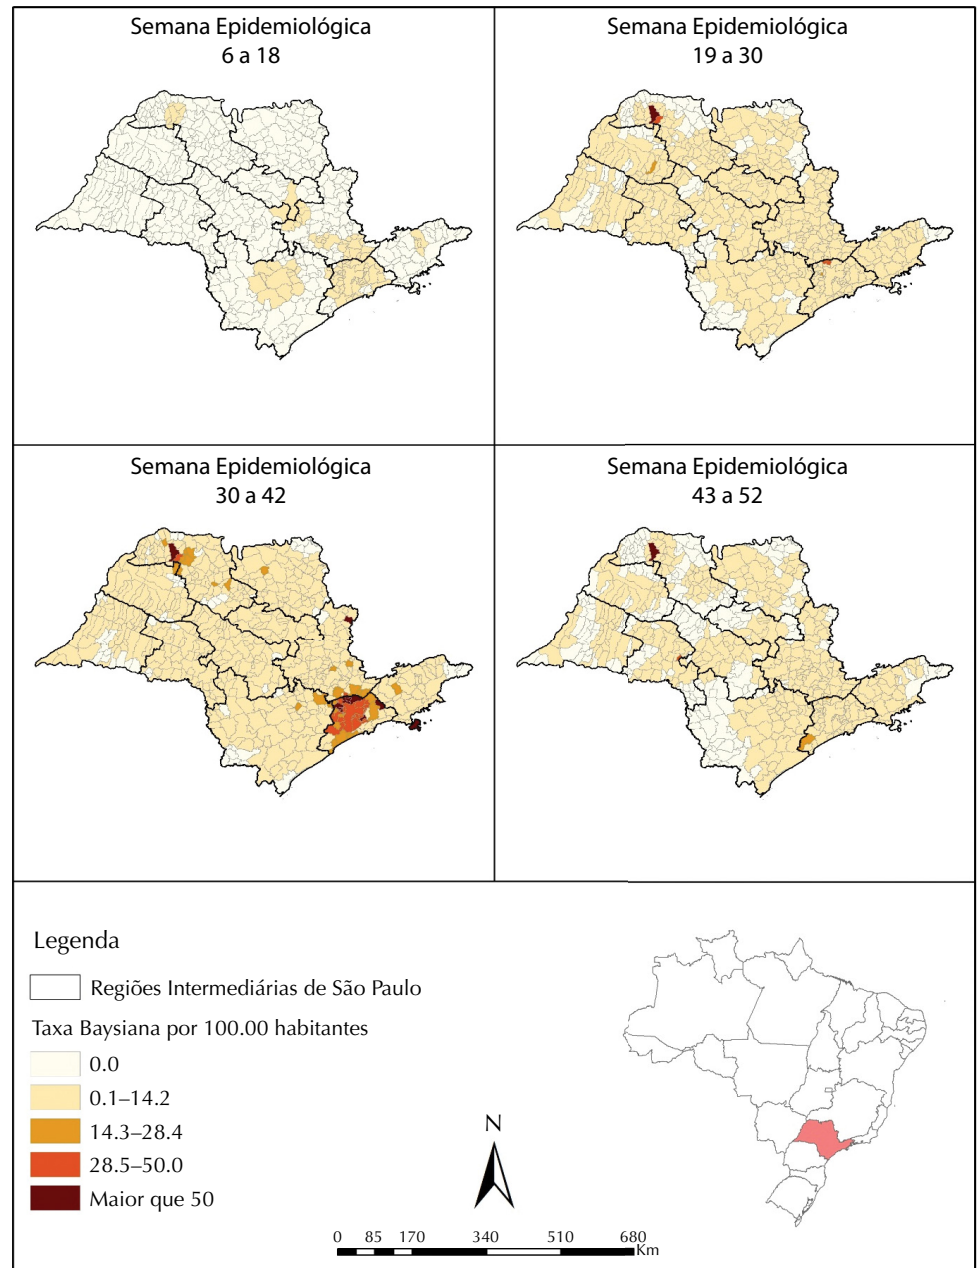 Semana Epidemiológica
6 a 18
Semana Epidemiológica
19 a 30
Semana Epidemiológica
30 a 42
Semana Epidemiológica
43 a 52
Legenda
Regiões Intermediárias de São Paulo
Taxa Baysiana por 100.00 habitantes
0.0
0.1–14.2
14.3–28.4
28.5–50.0
Maior que 50
N
0 85 170 340 510 680
Km